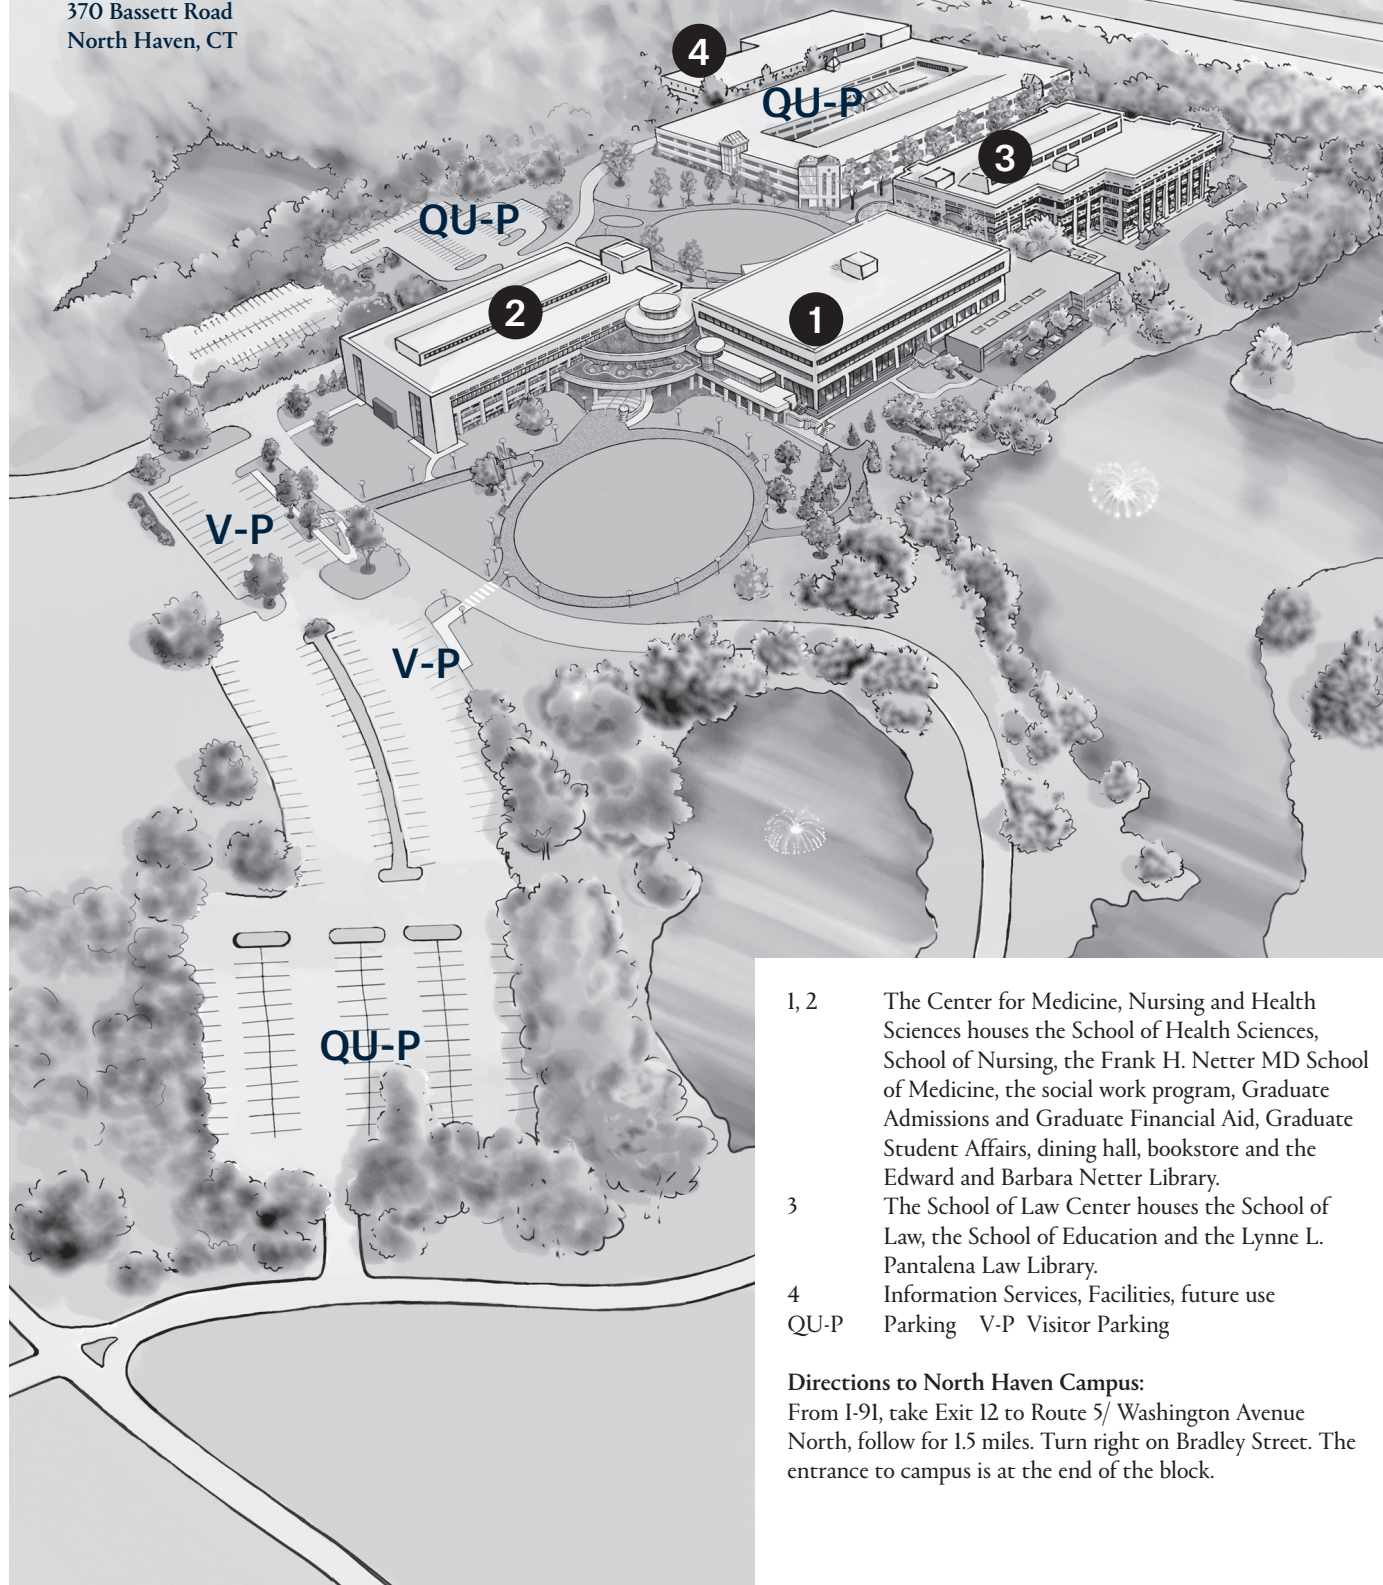 370 Bassett Road
North Haven, CT
4
QU-P
3
QU-P
2
1
V-P
V-P
QU-P
1, 2 The Center for Medicine, Nursing and Health
Sciences houses the School of Health Sciences,
School of Nursing, the Frank H. Netter MD School
of Medicine, the social work program, Graduate
Admissions and Graduate Financial Aid, Graduate
Student Affairs, dining hall, bookstore and the
Edward and Barbara Netter Library.
3 The School of Law Center houses the School of
Law, the School of Education and the Lynne L.
Pantalena Law Library.
4 Information Services, Facilities, future use
QU-P Parking V-P Visitor Parking
Directions to North Haven Campus:
From I-91, take Exit 12 to Route 5/ Washington Avenue
North, follow for 1.5 miles. Turn right on Bradley Street. The
entrance to campus is at the end of the block.